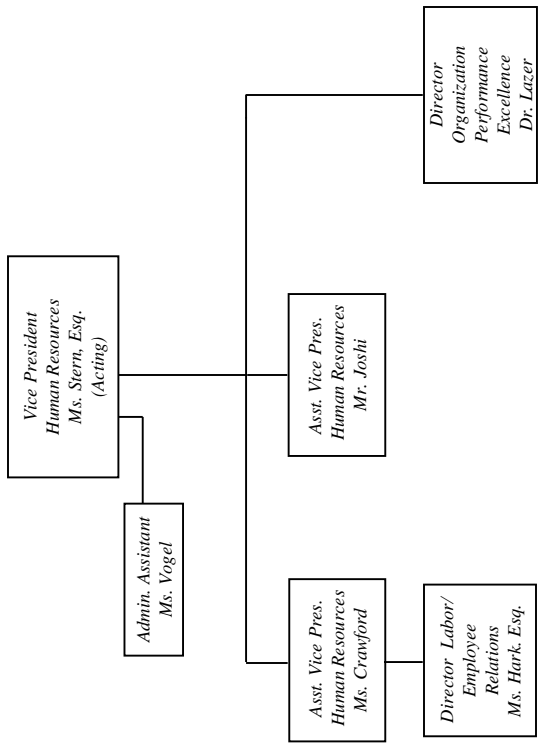 Vice President
Human Resources
Ms. Stern, Esq.
(Acting)
Admin. Assistant
Ms. Vogel
Asst. Vice Pres.
Human Resources
Ms. Crawford
Asst. Vice Pres.
Human Resources
Mr. Joshi
Director
Organization
Performance
Excellence
Dr. Lazer
Director Labor/
Employee
Relations
Ms. Hark. Esq.